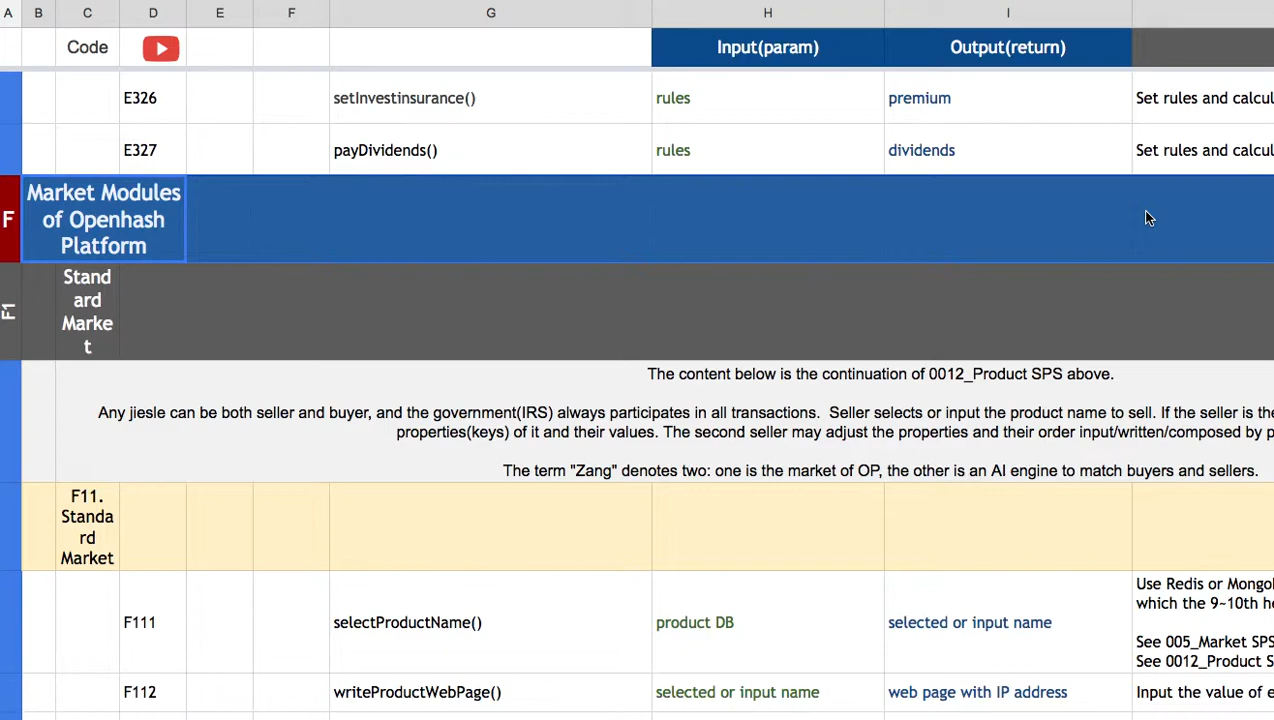 A B C D E F G H I
Code Input(param) Output(return)
E326 setInvestinsurance() rules premium Set rules and calcul
E327 payDividends() rules dividends Set rules and calcul
F Market Modules
of Openhash
Platform
F1
Stand
ard
Marke
t
The content below is the continuation of 0012_Product SPS above.
Any jiesle can be both seller and buyer, and the government(IRS) always participates in all transactions. Seller selects or input the product name to sell. If the seller is the
properties(keys) of it and their values. The second seller may adjust the properties and their order input/written/composed by p
The term "Zang" denotes two: one is the market of OP, the other is an AI engine to match buyers and sellers.
F11.
Standa
rd
Market
F111 selectProductName() product DB selected or input name
Use Redis or Mongo
which the 9~10th he
See 005_Market SPS
See 0012_Product S
F112 writeProductWebPage() selected or input name web page with IP address Input the value of e